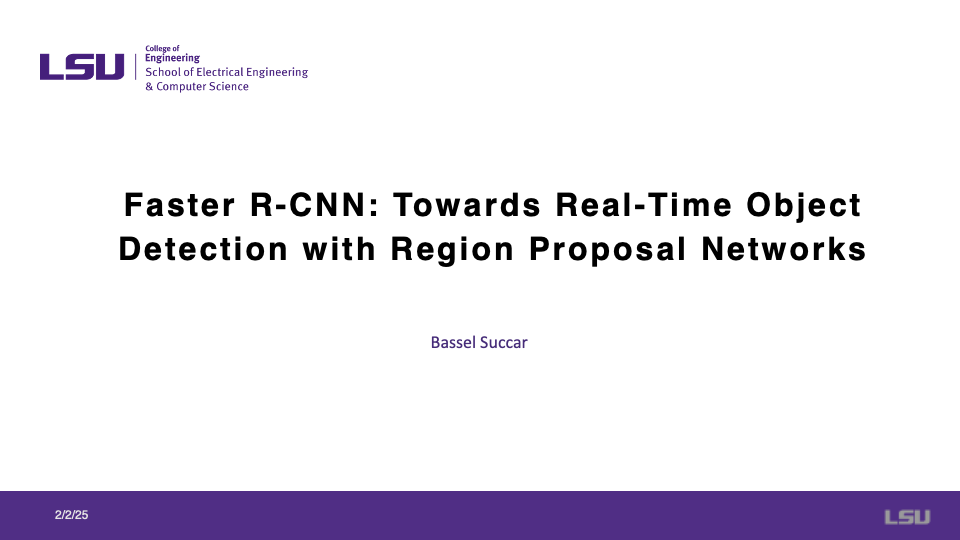 LSU
College of
Engineering
School of Electrical Engineering
& Computer Science
Faster R-CNN: Towards Real-Time Object
Detection with Region Proposal Networks
Bassel Succar
2/2/25
LSU